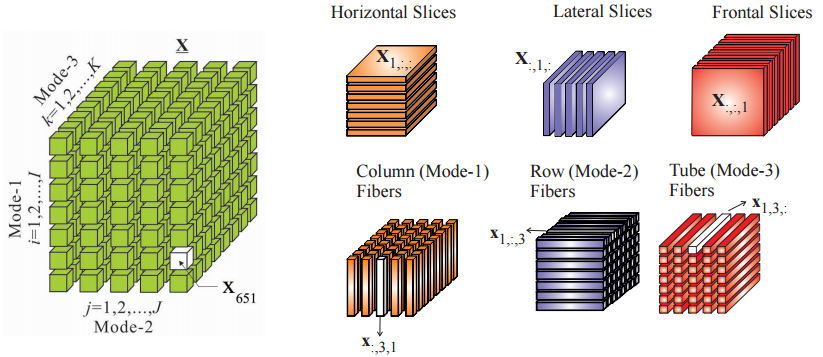 X
Mode-3
k=1,2,...,K
Mode-1
i=1,2,...,I
X651
j=1,2,...,J
Mode-2
Horizontal Slices
X1,:,:
Lateral Slices
X:,1,:
Frontal Slices
X:,:,1
Column (Mode-1)
Fibers
x:,3,1
Row (Mode-2)
Fibers
x1,:,3
Tube (Mode-3)
Fibers
x1,3,: